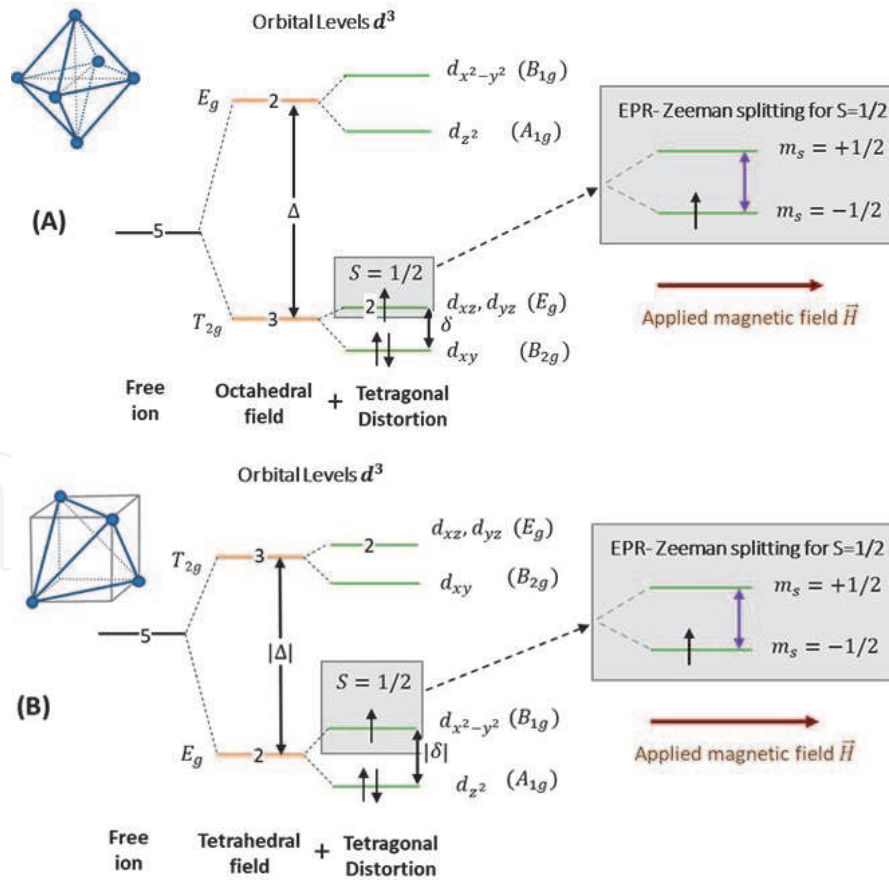 Orbital Levels d³
E_g
2
d_{x²−y²} (B_{1g})
d_{z²} (A_{1g})
EPR- Zeeman splitting for S=1/2
m_s = +1/2
m_s = −1/2
(A)
5
Δ
S = 1/2
T_{2g}
3
2
d_{xz}, d_{yz} (E_g)
δ
d_{xy} (B_{2g})
Applied magnetic field H⃗
Free
ion
Octahedral
field
+
Tetragonal
Distortion
Orbital Levels d³
T_{2g}
3
2
d_{xz}, d_{yz} (E_g)
d_{xy} (B_{2g})
EPR- Zeeman splitting for S=1/2
m_s = +1/2
m_s = −1/2
5
|Δ|
(B)
S = 1/2
d_{x²−y²} (B_{1g})
E_g
2
|δ|
d_{z²} (A_{1g})
Applied magnetic field H⃗
Free
ion
Tetrahedral
field
+
Tetragonal
Distortion